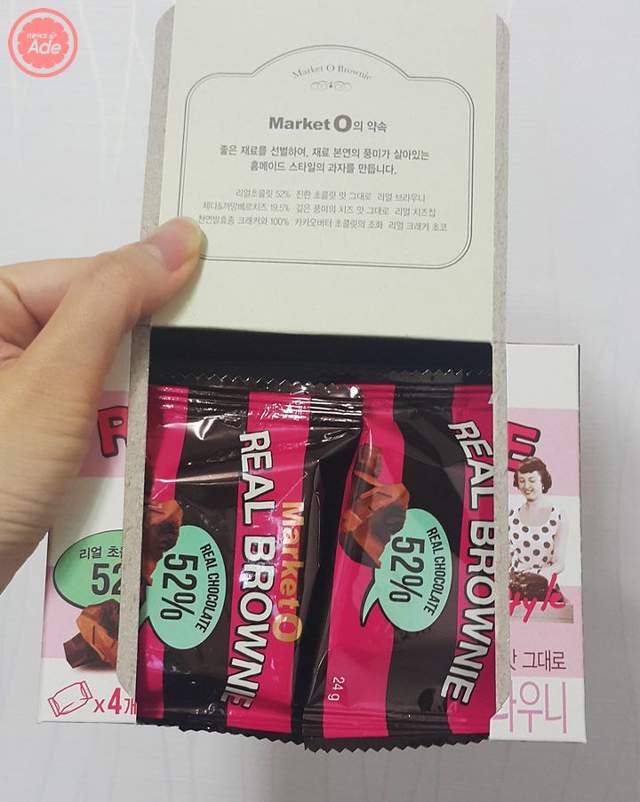 news
Ade
Market O Brownie
Market O의 약속
좋은 재료를 선별하여, 재료 본연의 풍미가 살아있는
홈메이드 스타일의 과자를 만듭니다.
리얼초콜릿 52% 진한 초콜릿 맛 그대로 리얼 브라우니
체다&까망베르치즈 19.5% 깊은 풍미의 치즈 맛 그대로 리얼 치즈칩
천연발효종 크래커와 100% 카카오버터 초콜릿의 조화 리얼 크래커 초코
REAL BROWNIE
Market O
REAL CHOCOLATE
52%
REAL BROWNIE
REAL CHOCOLATE
52%
24 g
R
E
리얼 초콜
52
style
맛 그대로
라우니
x4개